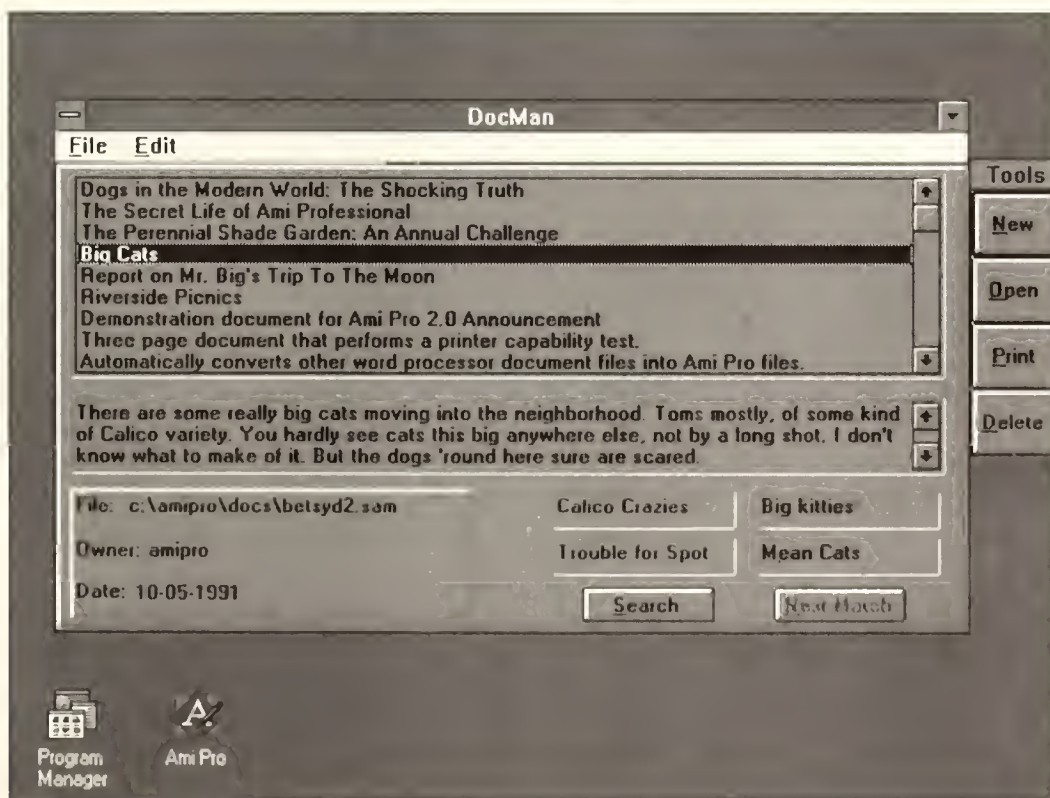 DocMan
File Edit
Dogs in the Modern World: The Shocking Truth
The Secret Life of Ami Professional
The Perennial Shade Garden: An Annual Challenge
Big Cats
Report on Mr. Big's Trip To The Moon
Riverside Picnics
Demonstration document for Ami Pro 2.0 Announcement
Three page document that performs a printer capability test.
Automatically converts other word processor document files into Ami Pro files.
There are some really big cats moving into the neighborhood. Toms mostly, of some kind
of Calico variety. You hardly see cats this big anywhere else, not by a long shot. I don't
know what to make of it. But the dogs 'round here sure are scared.
File: c:\amipro\docs\betsyd2.sam
Owner: amipro
Date: 10-05-1991
Calico Crazies
Big kitties
Trouble for Spot
Mean Cats
Search
Next Match
Tools
New
Open
Print
Delete
Program
Manager
Ami Pro